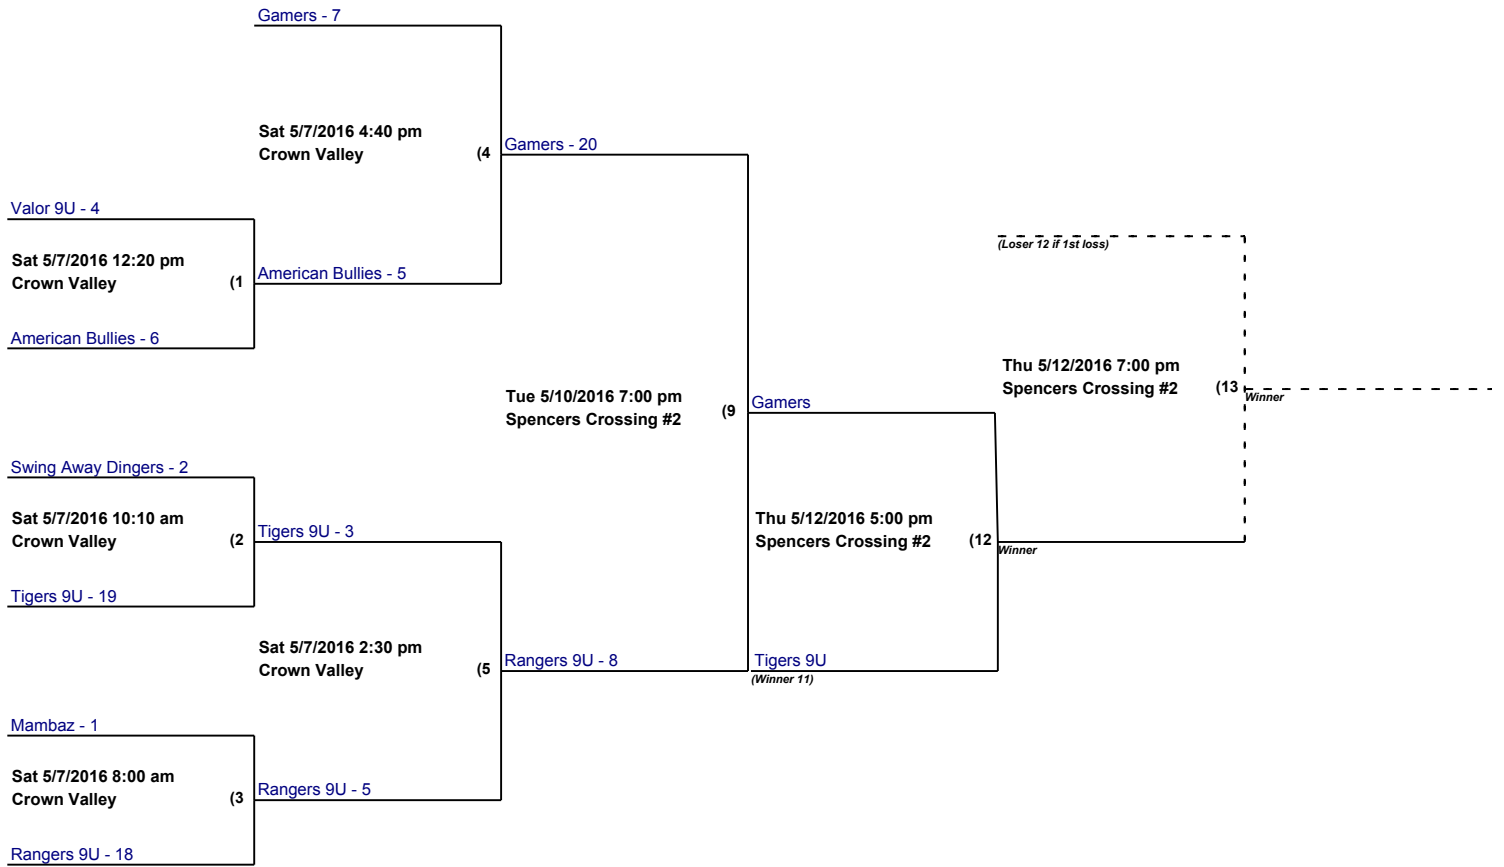 Gamers - 7
Sat 5/7/2016 4:40 pm
Crown Valley (4
Gamers - 20
Valor 9U - 4
Sat 5/7/2016 12:20 pm
Crown Valley (1
American Bullies - 5
American Bullies - 6
(Loser 12 if 1st loss)
Thu 5/12/2016 7:00 pm
Spencers Crossing #2 (13
Winner
Tue 5/10/2016 7:00 pm
Spencers Crossing #2 (9
Gamers
Swing Away Dingers - 2
Sat 5/7/2016 10:10 am
Crown Valley (2
Tigers 9U - 3
Tigers 9U - 19
Thu 5/12/2016 5:00 pm
Spencers Crossing #2 (12
Winner
Sat 5/7/2016 2:30 pm
Crown Valley (5
Rangers 9U - 8
Tigers 9U
(Winner 11)
Mambaz - 1
Sat 5/7/2016 8:00 am
Crown Valley (3
Rangers 9U - 5
Rangers 9U - 18